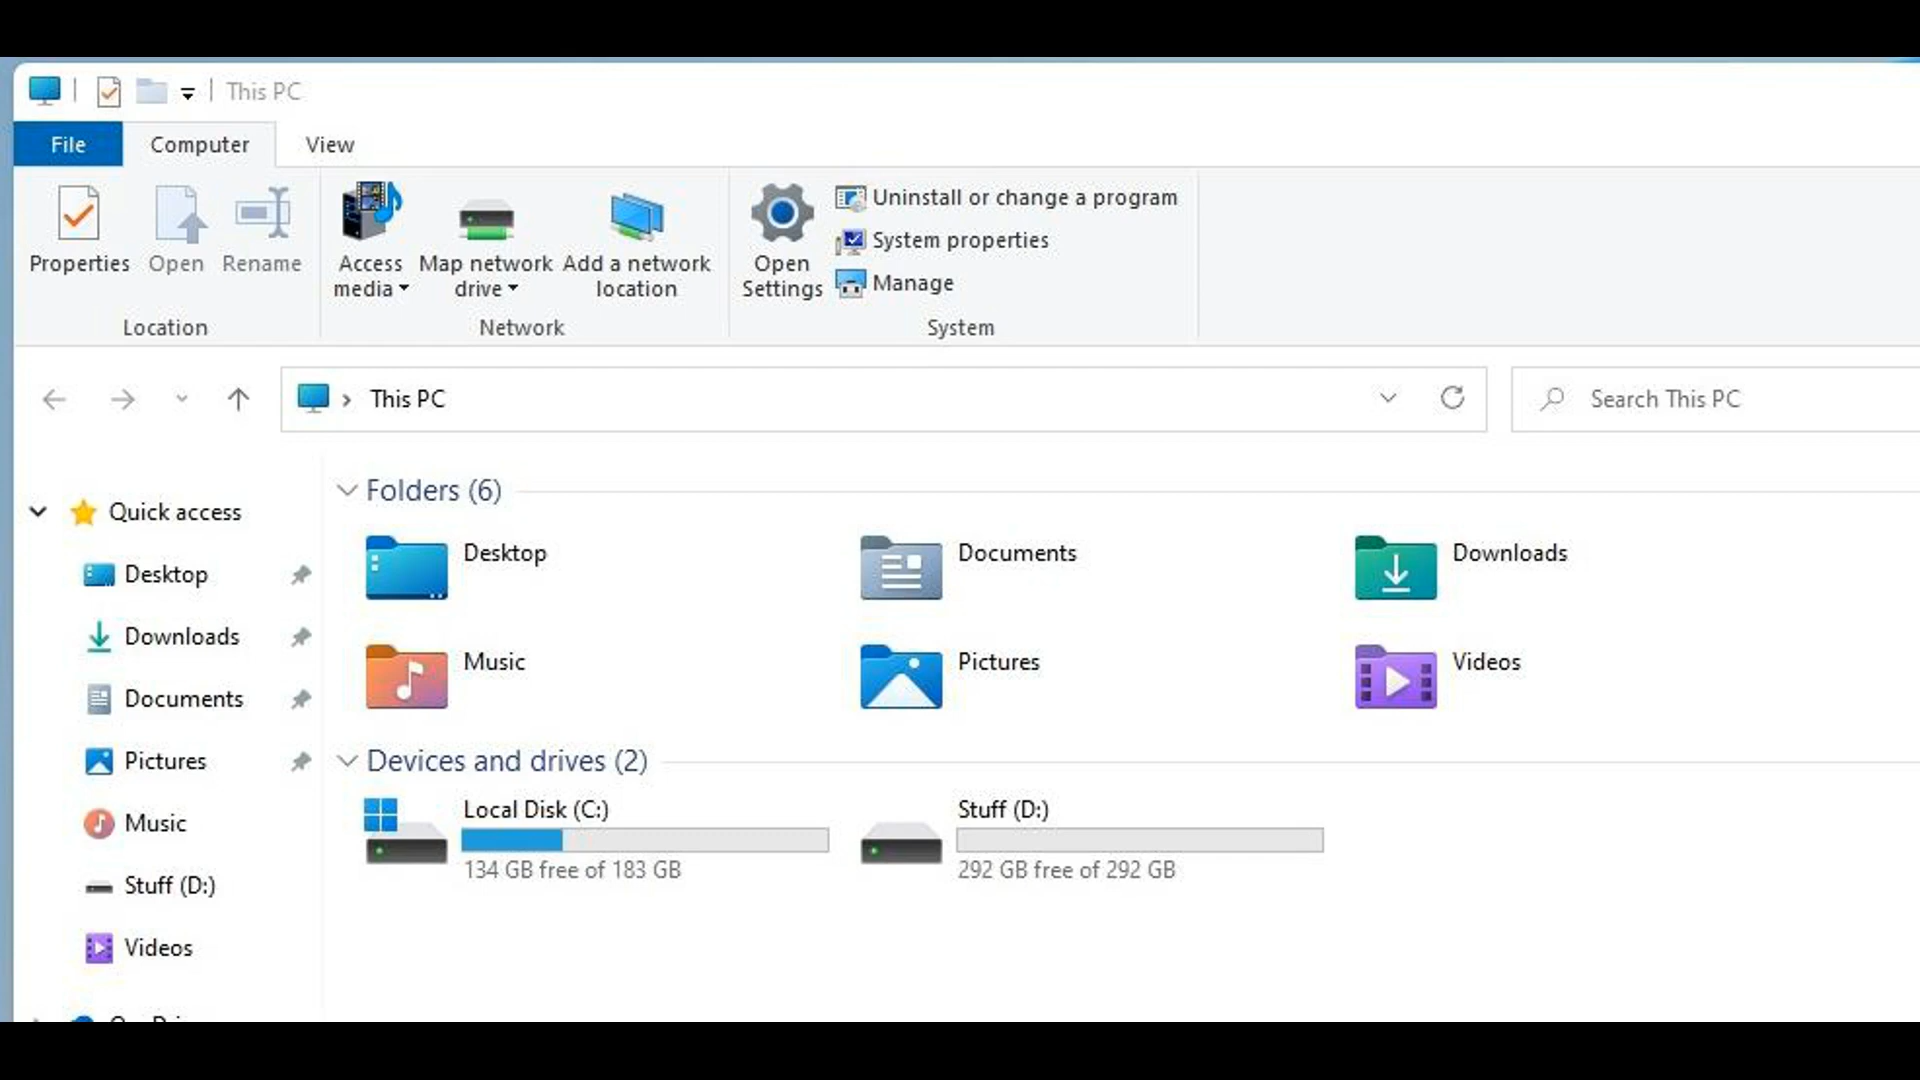 This PC
File Computer View
Properties Open Rename
Access media
Map network drive
Add a network location
Open Settings
Uninstall or change a program
System properties
Manage
Location Network System
This PC
Search This PC
Quick access
Desktop
Downloads
Documents
Pictures
Music
Stuff (D:)
Videos
Folders (6)
Desktop Documents Downloads
Music Pictures Videos
Devices and drives (2)
Local Disk (C:)
134 GB free of 183 GB
Stuff (D:)
292 GB free of 292 GB